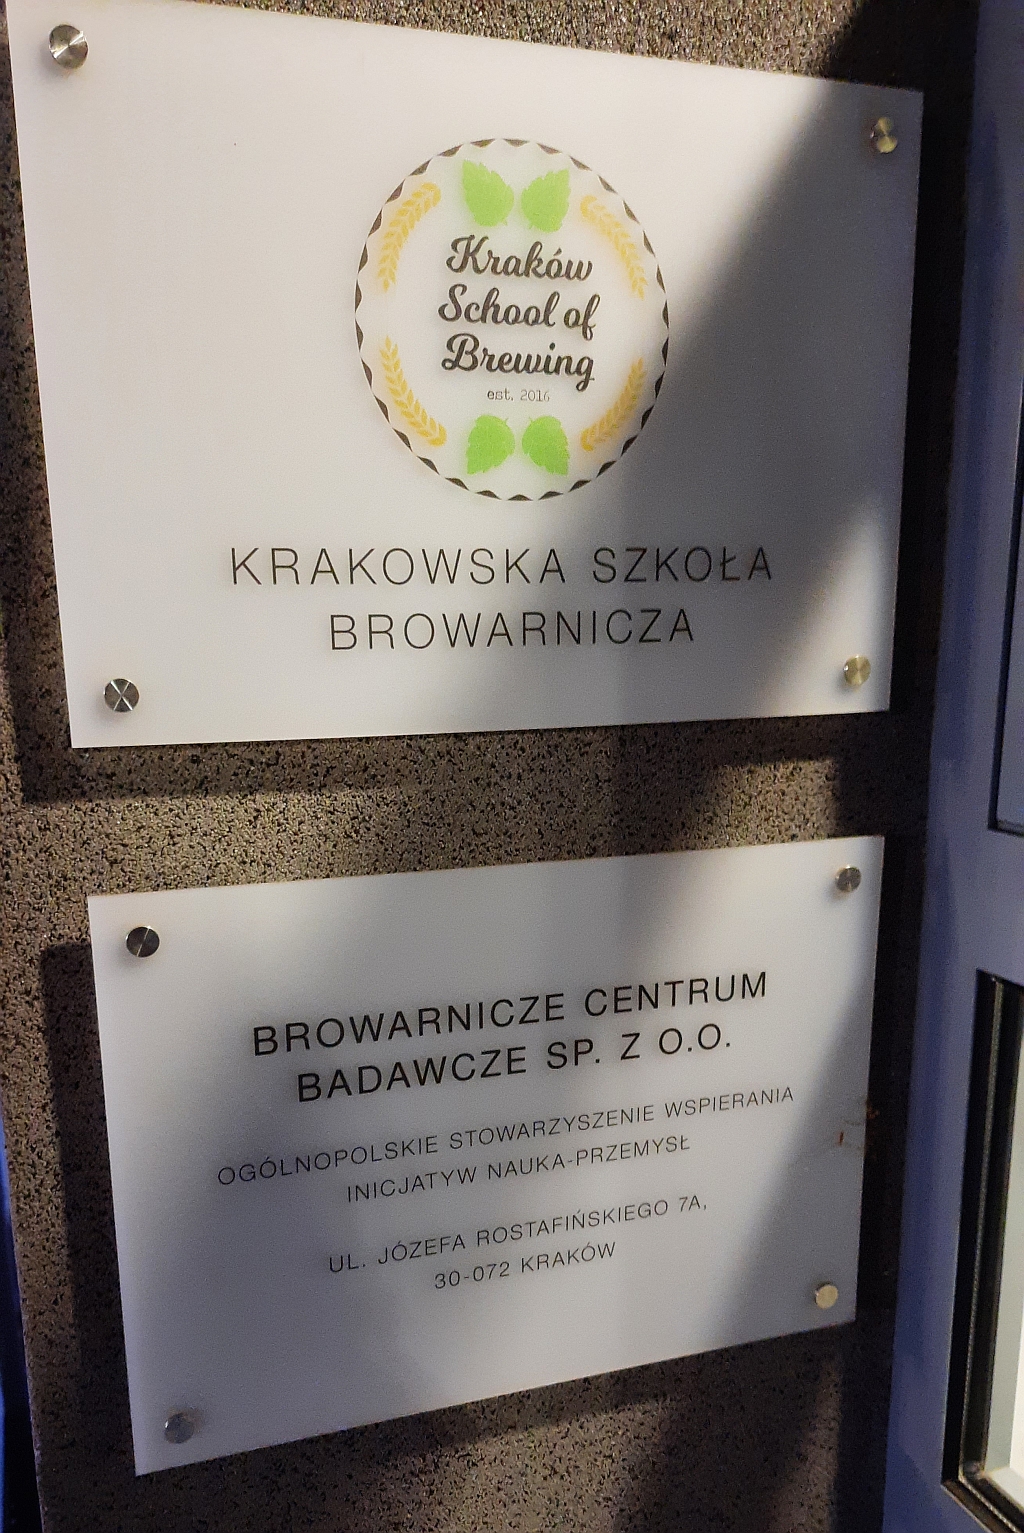 Kraków
School of
Brewing
est. 2016
KRAKOWSKA SZKOŁA
BROWARNICZA
BROWARNICZE CENTRUM
BADAWCZE SP. Z O.O.
OGÓLNOPOLSKIE STOWARZYSZENIE WSPIERANIA
INICJATYW NAUKA-PRZEMYSŁ
UL. JÓZEFA ROSTAFIŃSKIEGO 7A,
30-072 KRAKÓW